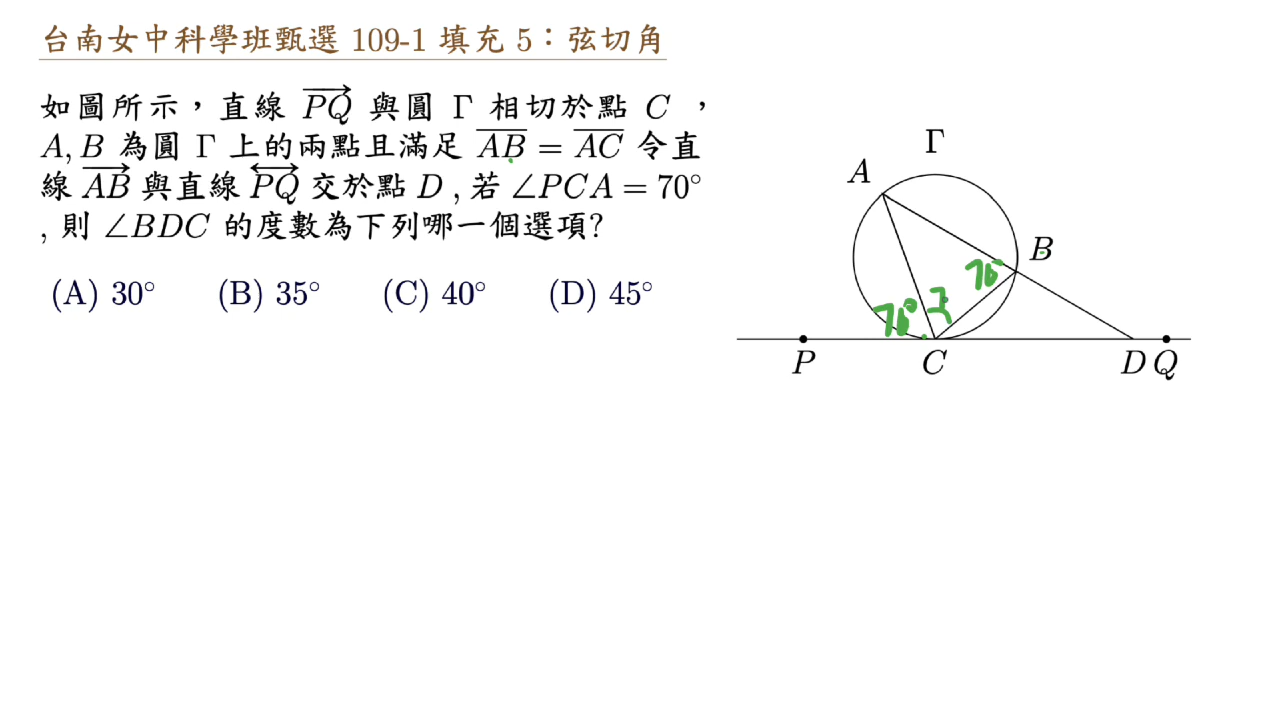 台南女中科學班甄選 109-1 填充 5：弦切角
如圖所示，直線 PQ 與圓 Γ 相切於點 C ，
A, B 為圓 Γ 上的兩點且滿足 AB = AC 令直
線 AB 與直線 PQ 交於點 D , 若 ∠PCA = 70°
, 則 ∠BDC 的度數為下列哪一個選項?
(A) 30° (B) 35° (C) 40° (D) 45°
Γ
A
B
70°
70°
P C D Q